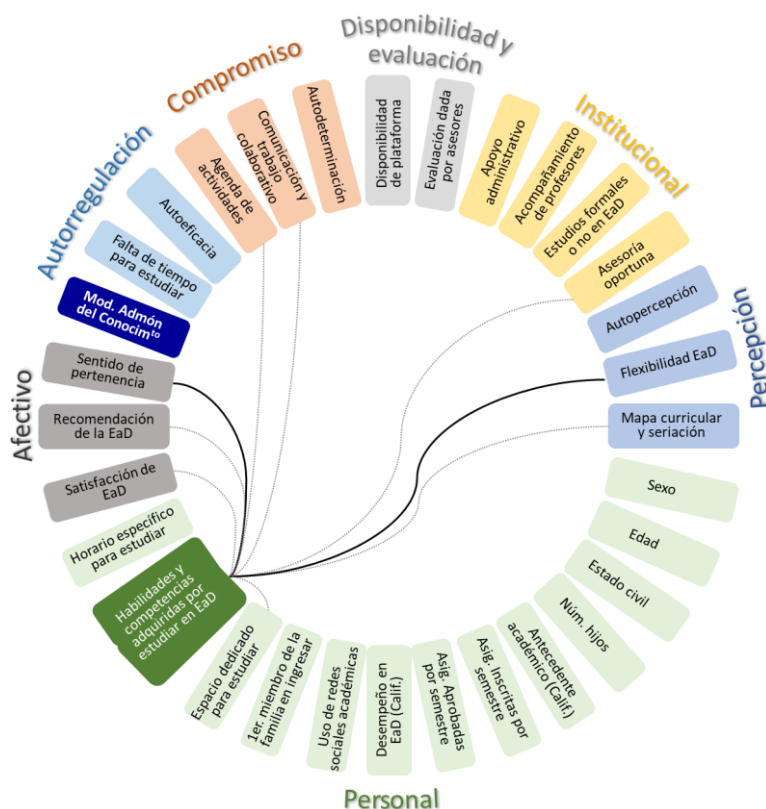 Disponibilidad y
evaluación
Disponibilidad
de plataforma
Evaluación dada
por asesores
Institucional
Apoyo
administrativo
Acompañamiento
de profesores
Estudios formales
o no en EaD
Asesoría
oportuna
Percepción
Autopercepción
Flexibilidad EaD
Mapa curricular
y seriación
Sexo
Edad
Estado civil
Núm. hijos
Antecedente
académico (Calif.)
Asig. Inscritas por
semestre
Asig. Aprobadas
por semestre
Desempeño en
EaD (Calif.)
Uso de redes
sociales académicas
1er. miembro de la
familia en ingresar
Espacio dedicado
para estudiar
Personal
Habilidades y
competencias
adquiridas por
estudiar en EaD
Horario específico
para estudiar
Afectivo
Satisfacción de
EaD
Recomendación
de la EaD
Sentido de
pertenencia
Mod. Admón
del Conocimto
Autorregulación
Falta de tiempo
para estudiar
Autoeficacia
Compromiso
Agenda de
actividades
Comunicación y
trabajo
colaborativo
Autodeterminación